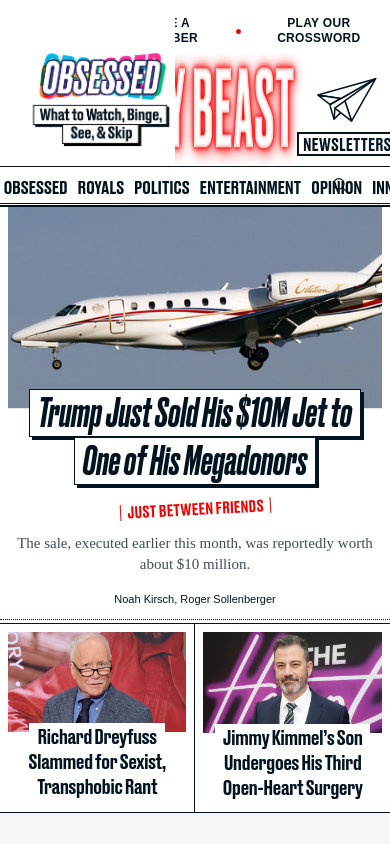 PLAY OUR
CROSSWORD
OBSESSED
What to Watch, Binge,
See, & Skip
BEAST
NEWSLETTERS
OBSESSED ROYALS POLITICS ENTERTAINMENT OPINION INN
Trump Just Sold His $10M Jet to
One of His Megadonors
JUST BETWEEN FRIENDS
The sale, executed earlier this month, was reportedly worth
about $10 million.
Noah Kirsch, Roger Sollenberger
THE
Richard Dreyfuss
Slammed for Sexist,
Transphobic Rant
Jimmy Kimmel’s Son
Undergoes His Third
Open-Heart Surgery